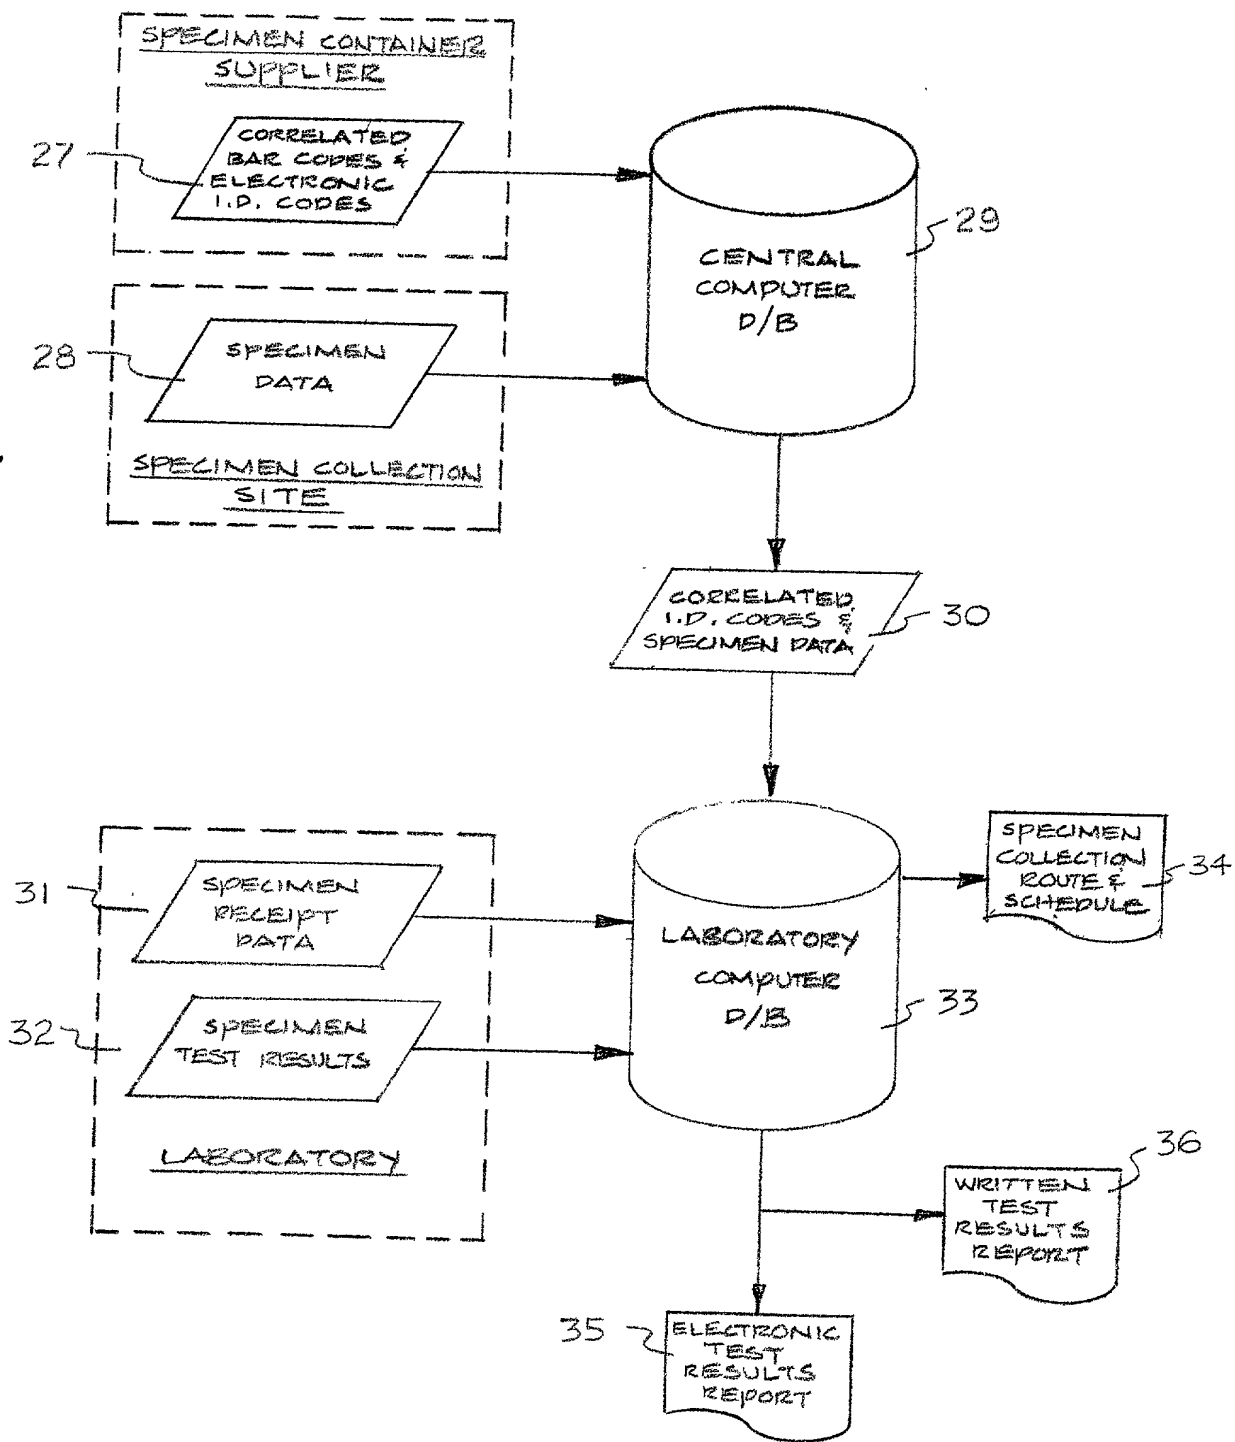 SPECIMEN CONTAINER
SUPPLIER
27
CORRELATED
BAR CODES &
ELECTRONIC
I.D. CODES
29
CENTRAL
COMPUTER
D/B
28
SPECIMEN
DATA
SPECIMEN COLLECTION
SITE
CORRELATED
I.D. CODES &
SPECIMEN DATA
30
31
SPECIMEN
RECEIPT
DATA
32
SPECIMEN
TEST RESULTS
LABORATORY
LABORATORY
COMPUTER
D/B
33
SPECIMEN
COLLECTION
ROUTE &
SCHEDULE
34
36
WRITTEN
TEST
RESULTS
REPORT
35
ELECTRONIC
TEST
RESULTS
REPORT